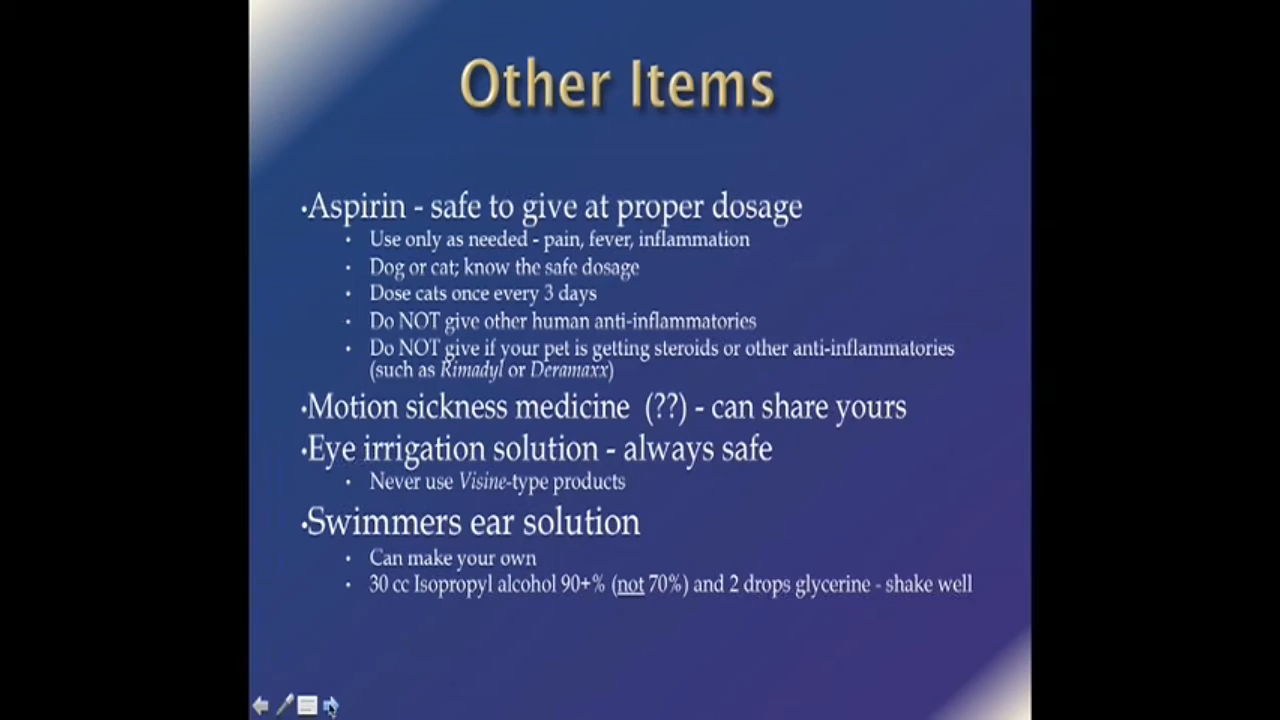 Other Items
•Aspirin - safe to give at proper dosage
• Use only as needed - pain, fever, inflammation
• Dog or cat; know the safe dosage
• Dose cats once every 3 days
• Do NOT give other human anti-inflammatories
• Do NOT give if your pet is getting steroids or other anti-inflammatories
(such as Rimadyl or Deramaxx)
•Motion sickness medicine (??) - can share yours
•Eye irrigation solution - always safe
• Never use Visine-type products
•Swimmers ear solution
• Can make your own
• 30 cc Isopropyl alcohol 90+% (not 70%) and 2 drops glycerine - shake well